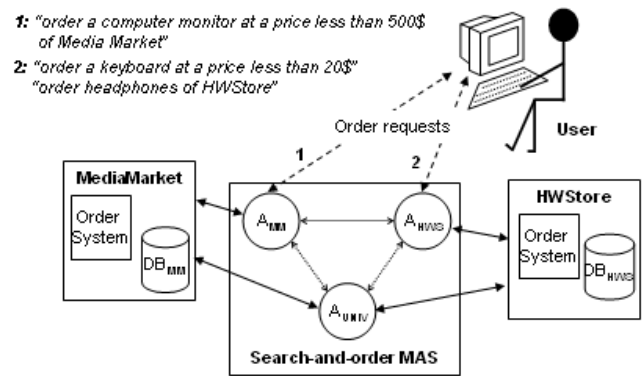 1: "order a computer monitor at a price less than 500$
of Media Market"
2: "order a keyboard at a price less than 20$"
"order headphones of HWStore"
Order requests
User
1
2
MediaMarket
HWStore
Order
System
A MM
A HWS
Order
System
DB MM
DB HWS
A UNIV
Search-and-order MAS